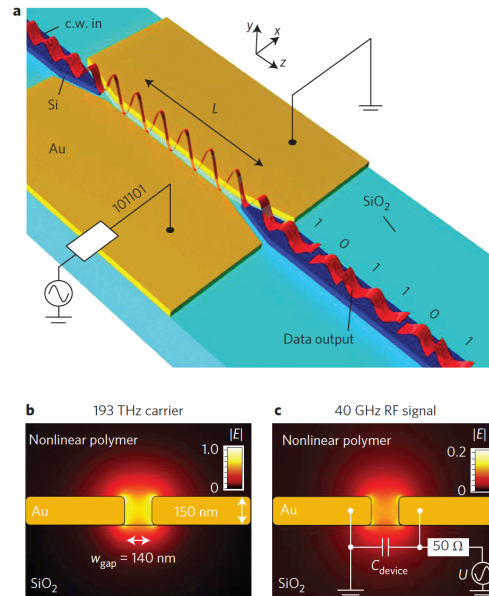 a
c.w. in
y
x
z
Si
L
Au
101101
SiO₂
1 0 1 1 0 1
Data output
b 193 THz carrier
Nonlinear polymer
|E|
1.0
0
Au
150 nm
w_gap = 140 nm
SiO₂
c 40 GHz RF signal
Nonlinear polymer
|E|
0.2
0
Au
50 Ω
C_device
U
SiO₂